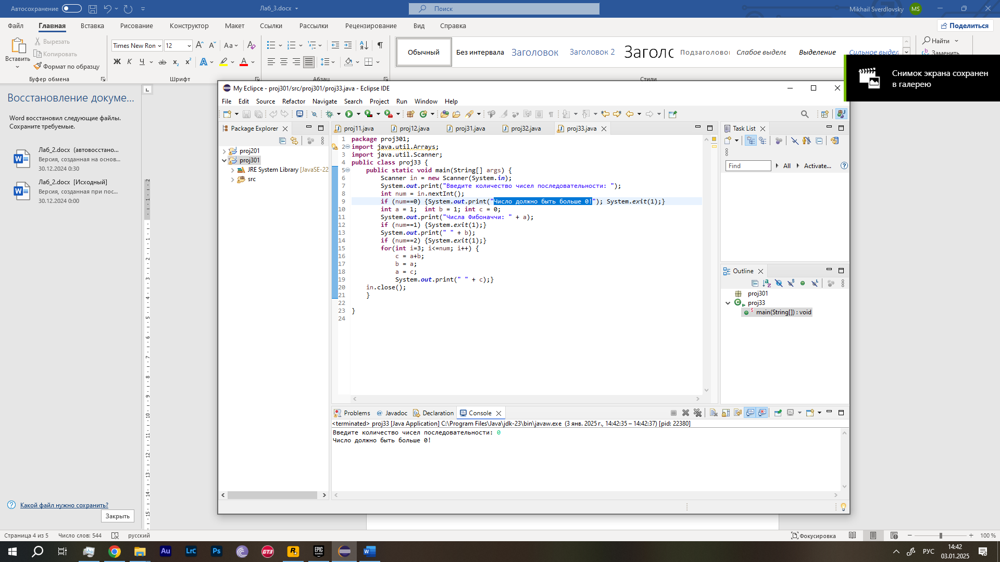 Автосохранение
Лаб_3.docx
Поиск
Mikhail Sverdlovsky
MS
Файл
Главная
Вставка
Рисование
Конструктор
Макет
Ссылки
Рассылки
Рецензирование
Вид
Справка
Поделиться
Вставить
Вырезать
Копировать
Формат по образцу
Буфер обмена
Times New Ron
12
Шрифт
Абзац
Обычный
Без интервала
Заголовок
Заголовок 2
Заголо
Подзаголово
Слабое выделе
Выделение
Сильное выдел
Стили
Найти
Заменить
Снимок экрана сохранен
в галерею
Восстановление докуме...
Word восстановил следующие файлы.
Сохраните требуемые.
Лаб_2.docx (автовосстано...
Версия, созданная на основ...
30.12.2024 0:30
Лаб_2.docx [Исходный]
Версия, созданная при пос...
30.12.2024 0:00
Какой файл нужно сохранить?
Закрыть
My Eclipce - proj301/src/proj301/proj33.java - Eclipse IDE
File Edit Source Refactor Navigate Search Project Run Window Help
Package Explorer
proj201
proj301
JRE System Library [JavaSE-22
src
proj11.java
proj12.java
proj31.java
proj32.java
proj33.java
1 package proj301;
2 import java.util.Arrays;
3 import java.util.Scanner;
4 public class proj33 {
5 public static void main(String[] args) {
6 Scanner in = new Scanner(System.in);
7 System.out.print("Введите количество чисел последовательности: ");
8 int num = in.nextInt();
9 if (num==0) {System.out.print("Число должно быть больше 0!"); System.exit(1);}
10 int a = 1; int b = 1; int c = 0;
11 System.out.print("Числа Фибоначчи: " + a);
12 if (num==1) {System.exit(1);}
13 System.out.print(" " + b);
14 if (num==2) {System.exit(1);}
15 for(int i=3; i<=num; i++) {
16 c = a+b;
17 b = a;
18 a = c;
19 System.out.print(" " + c);}
20 in.close();
21 }
22
23 }
24
Task List
Find
All
Activate...
Outline
proj301
proj33
main(String[]) : void
Problems
Javadoc
Declaration
Console
<terminated> proj33 [Java Application] C:\Program Files\Java\jdk-23\bin\javaw.exe (3 янв. 2025 г., 14:42:35 – 14:42:37) [pid: 22380]
Введите количество чисел последовательности: 0
Число должно быть больше 0!
Страница 4 из 5
Число слов: 544
русский
Фокусировка
100 %
Au
Lrc
Ps
GT3
EPIC
GAMES
РУС
14:42
03.01.2025